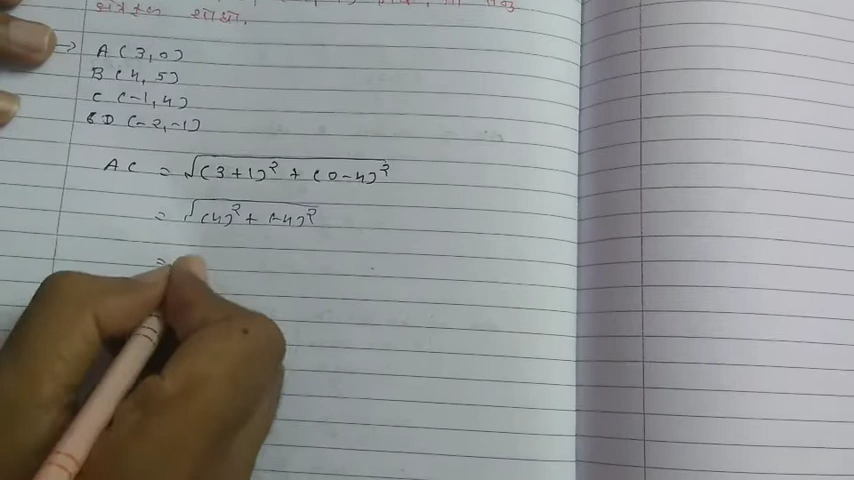 क्षेत्रफल शोधो.
→ A (3, 0)
B (4, 5)
C (-1, 4)
D (-2, -1)
AC = √(3+1)² + (0-4)²
= √(4)² + (-4)²
=